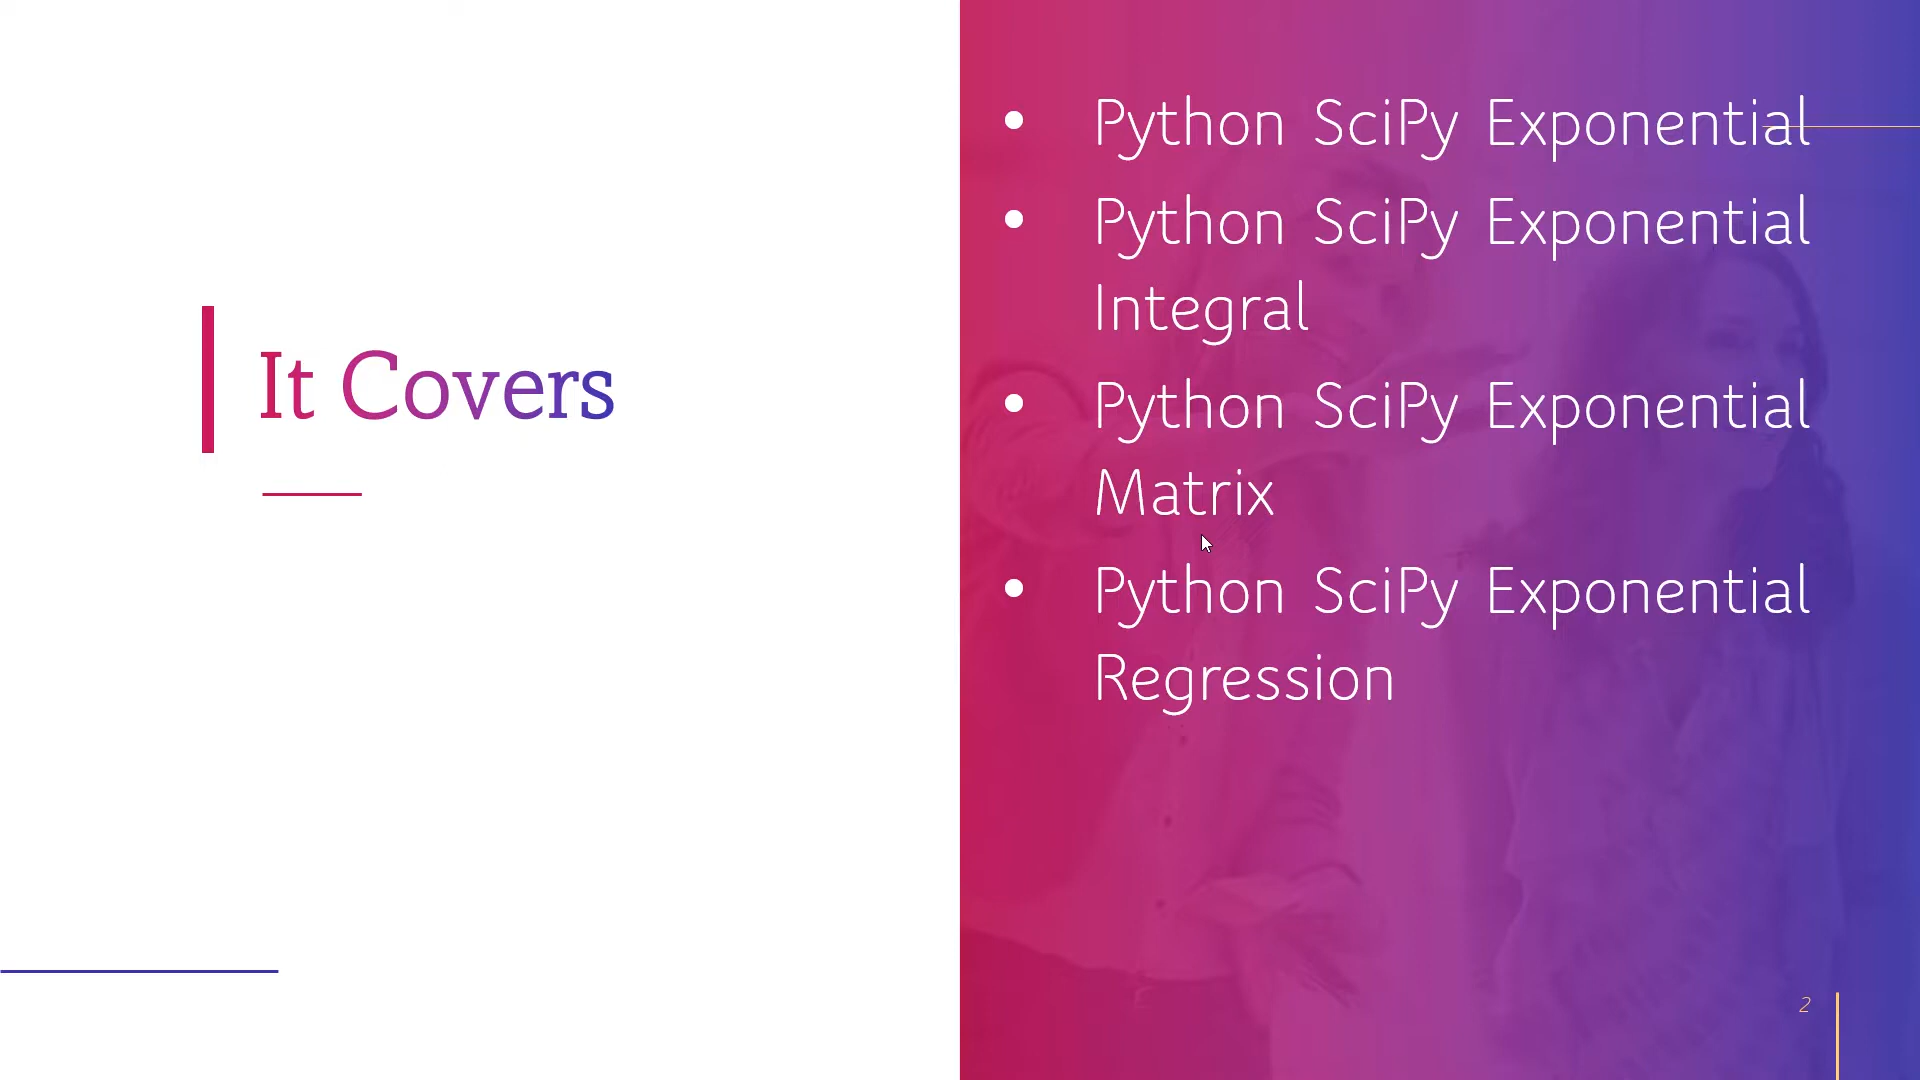 It Covers
• Python SciPy Exponential
• Python SciPy Exponential
Integral
• Python SciPy Exponential
Matrix
• Python SciPy Exponential
Regression
2